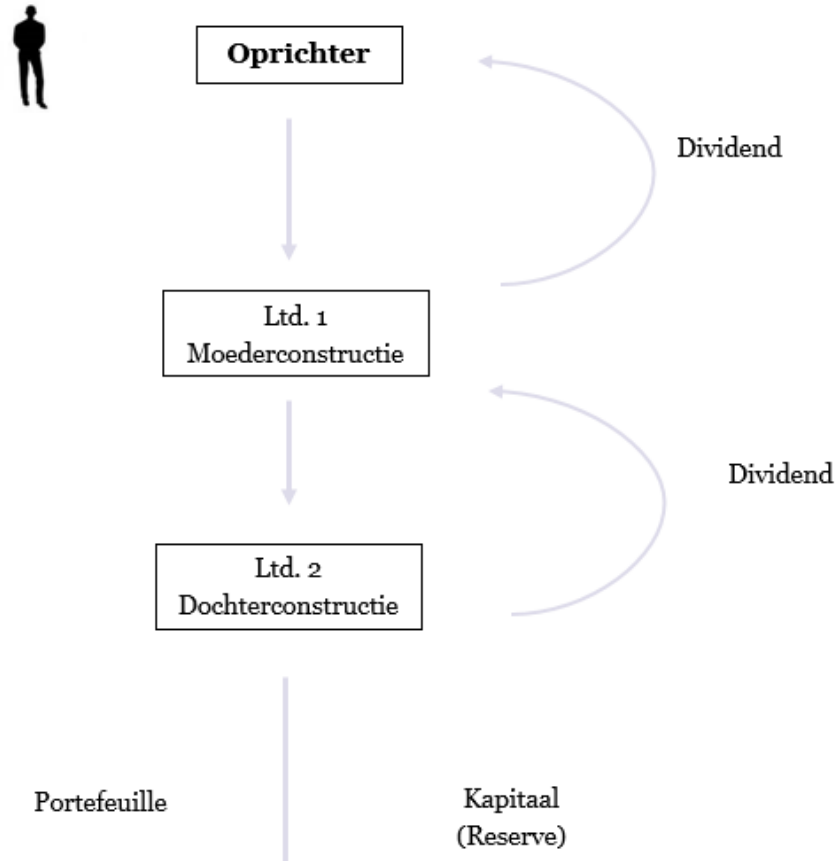 Oprichter
Dividend
Ltd. 1
Moederconstructie
Dividend
Ltd. 2
Dochterconstructie
Portefeuille
Kapitaal
(Reserve)